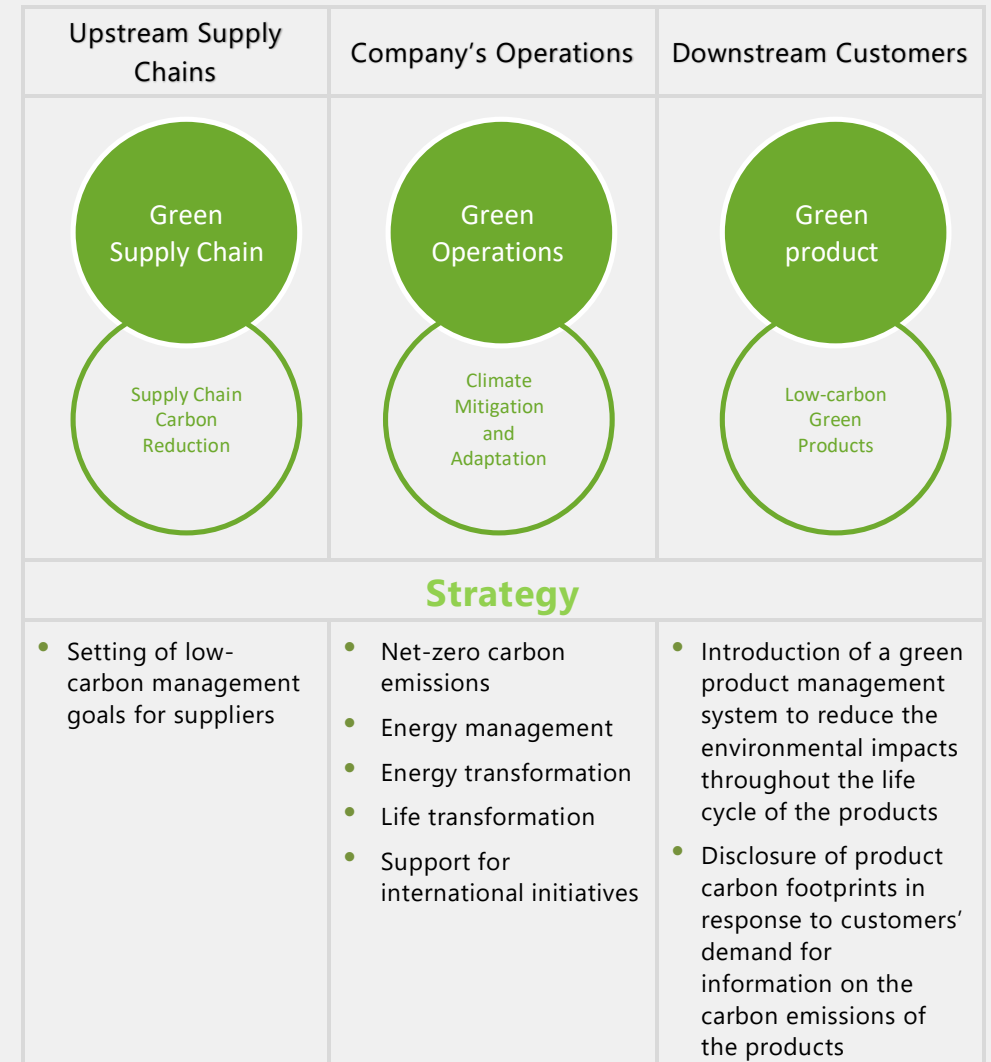 Upstream Supply
Chains
Company's Operations
Downstream Customers
Green
Supply Chain
Supply Chain
Carbon
Reduction
Green
Operations
Climate
Mitigation
and
Adaptation
Green
product
Low-carbon
Green
Products
Strategy
• Setting of low-
carbon management
goals for suppliers
• Net-zero carbon
emissions
• Energy management
• Energy transformation
• Life transformation
• Support for
international initiatives
• Introduction of a green
product management
system to reduce the
environmental impacts
throughout the life
cycle of the products
• Disclosure of product
carbon footprints in
response to customers’
demand for
information on the
carbon emissions of
the products